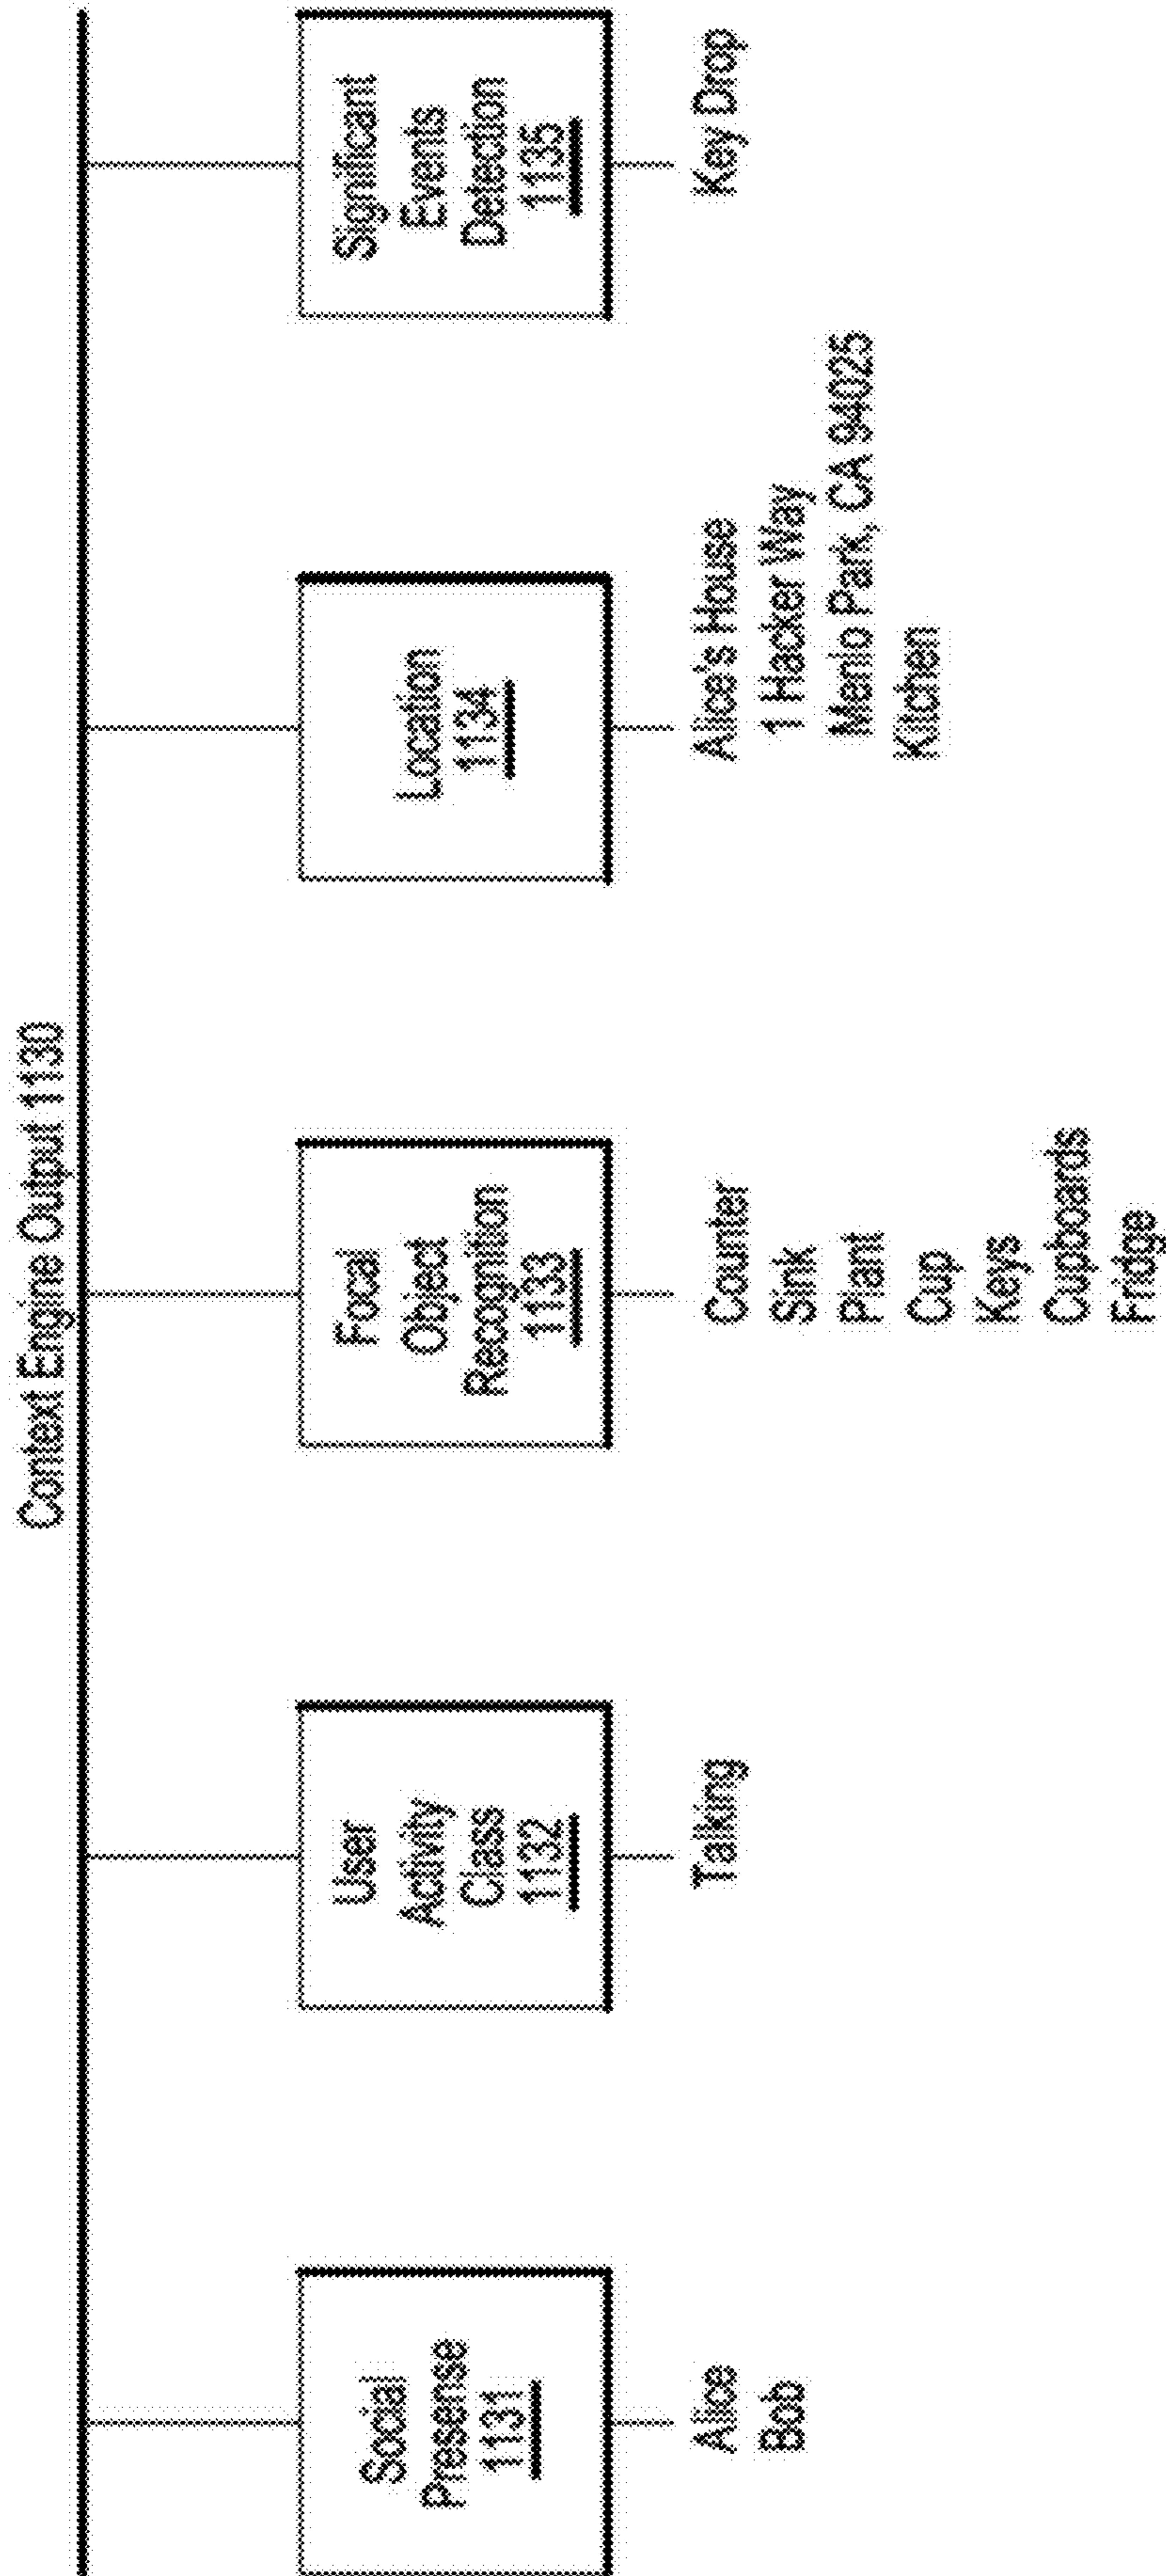 Context Engine Output 1130
Social
Presense
1131
Alice
Bob
User
Activity
Class
1132
Talking
Focal
Object
Recognition
1133
Counter
Sink
Plant
Cup
Keys
Cupboards
Fridge
Location
1134
Alice's House
1 Hacker Way
Menlo Park, CA 94025
Kitchen
Significant
Events
Detection
1135
Key Drop